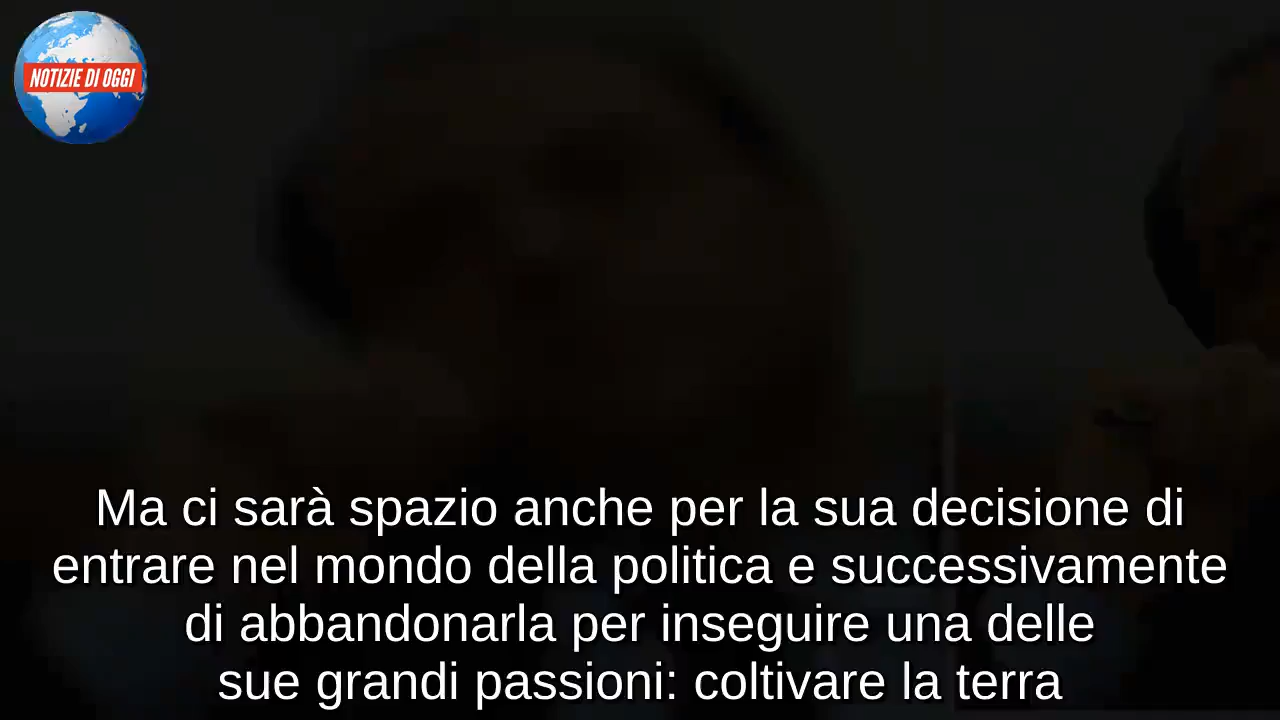 NOTIZIE DI OGGI
Ma ci sarà spazio anche per la sua decisione di
entrare nel mondo della politica e successivamente
di abbandonarla per inseguire una delle
sue grandi passioni: coltivare la terra